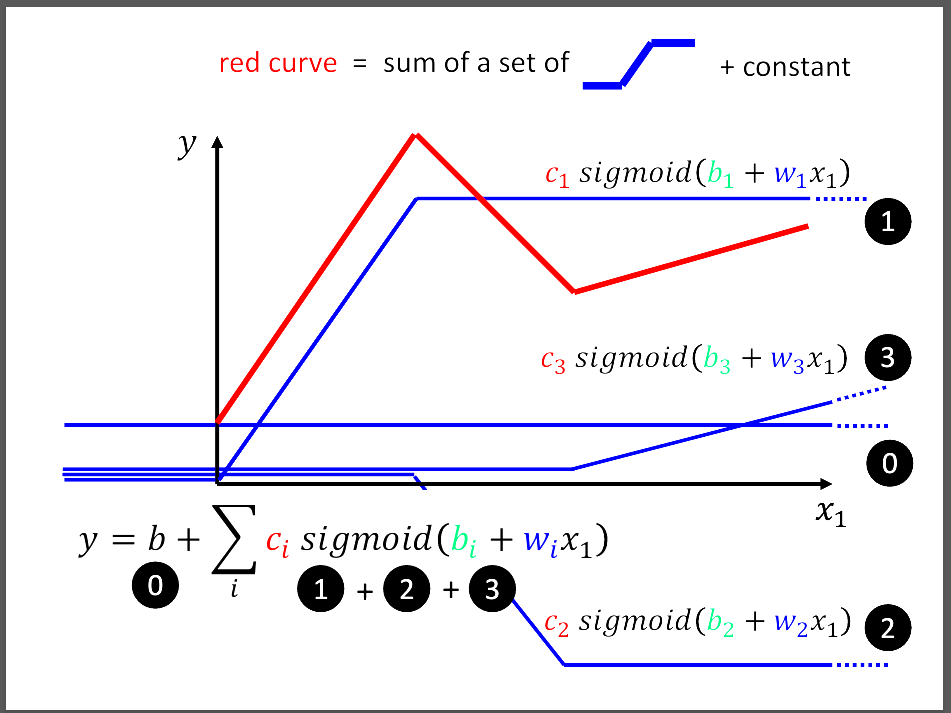 red curve = sum of a set of + constant
y
c₁ sigmoid(b₁ + w₁x₁)
1
c₃ sigmoid(b₃ + w₃x₁)
3
0
x₁
y = b + ∑ᵢ cᵢ sigmoid(bᵢ + wᵢx₁)
0 1 + 2 + 3
c₂ sigmoid(b₂ + w₂x₁)
2